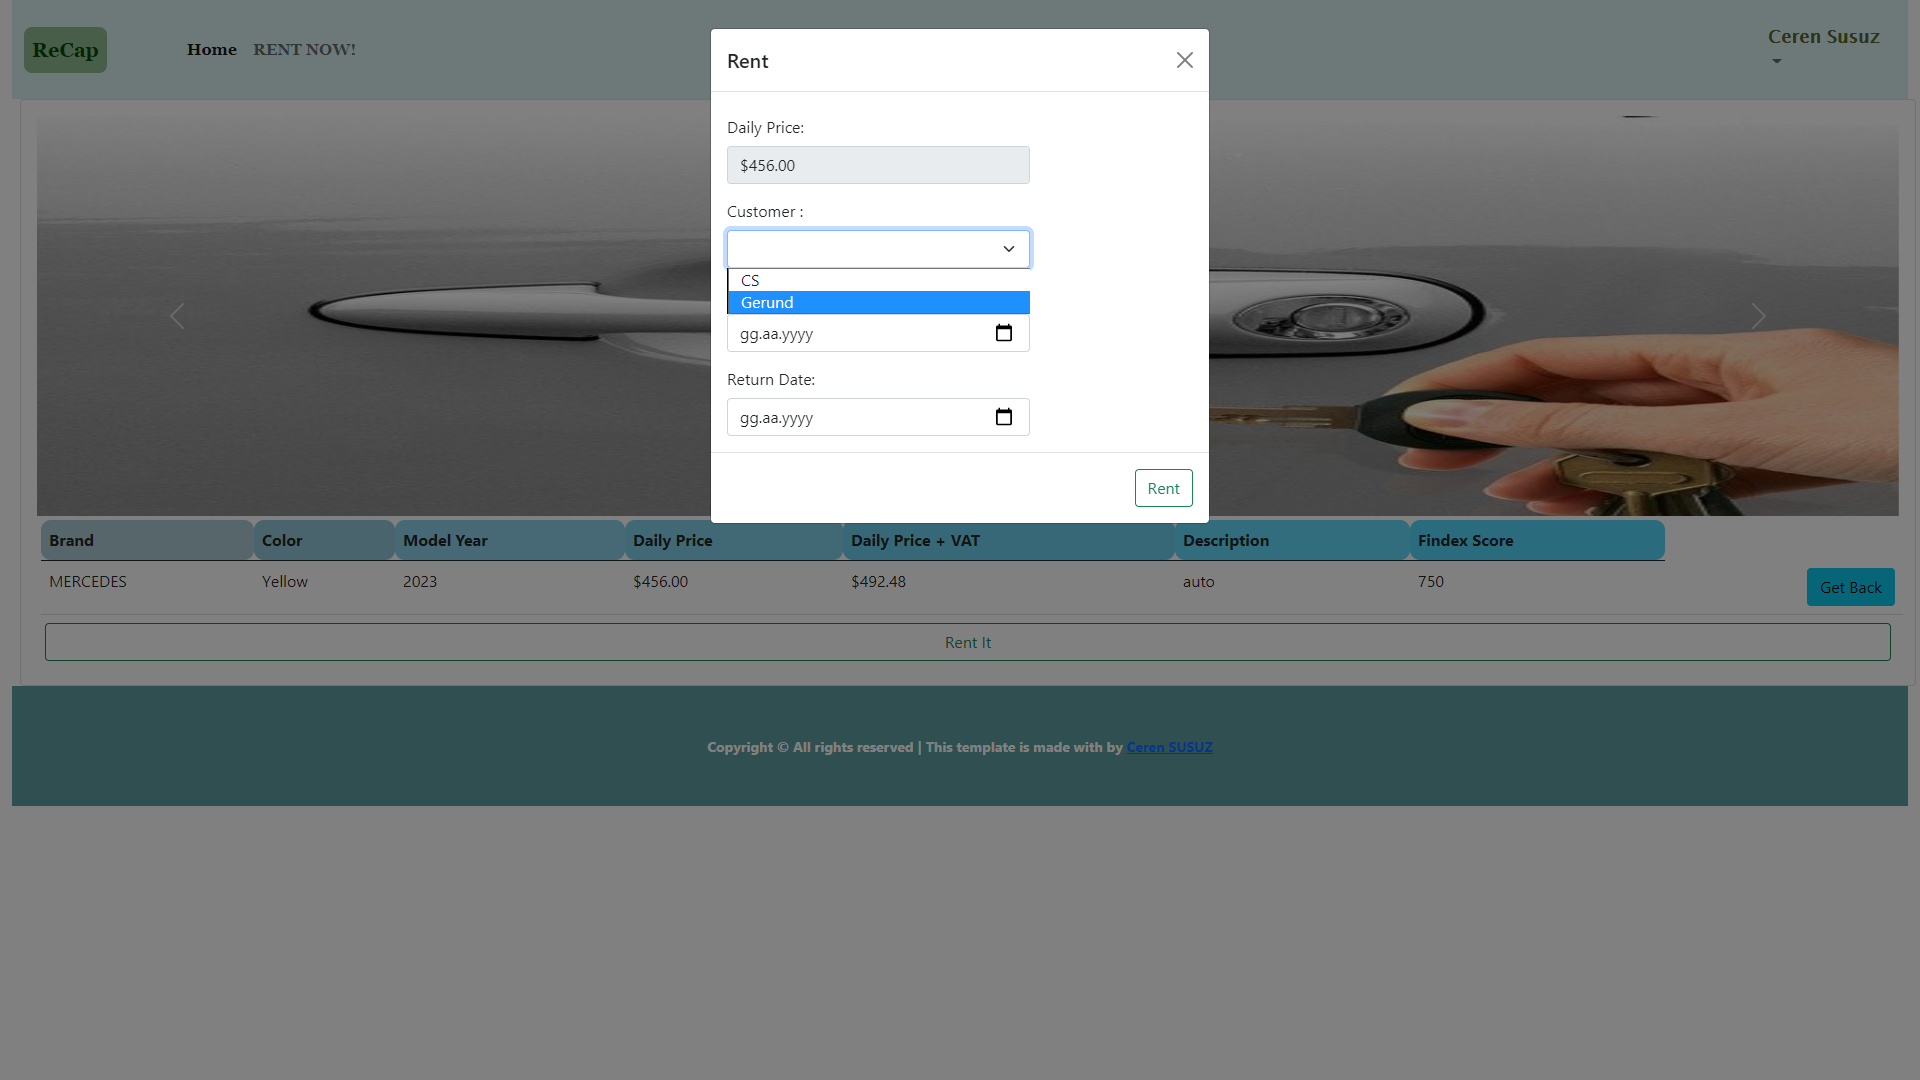 ReCap
Home
RENT NOW!
Ceren Susuz
Rent
Daily Price:
$456.00
Customer :
CS
Gerund
gg.aa.yyyy
Return Date:
gg.aa.yyyy
Rent
Brand Color Model Year Daily Price Daily Price + VAT Description Findex Score
MERCEDES Yellow 2023 $456.00 $492.48 auto 750 Get Back
Rent It
Copyright © All rights reserved | This template is made with by Ceren SUSUZ